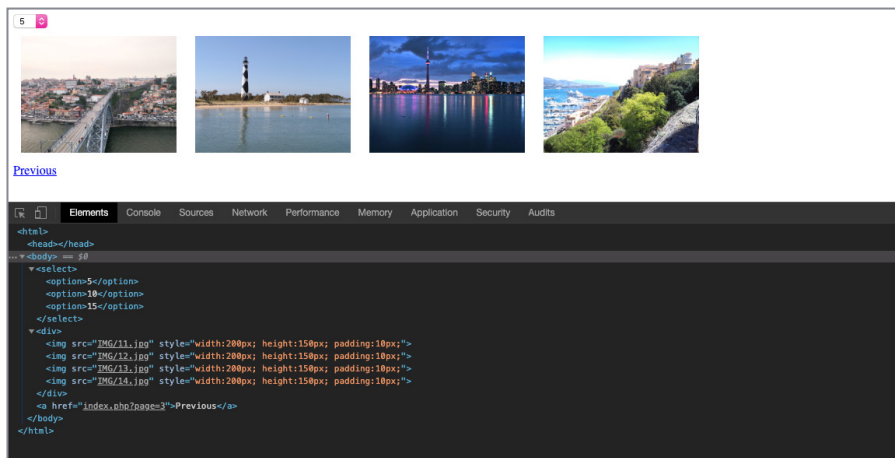 5
Previous
Elements Console Sources Network Performance Memory Application Security Audits
<html>
<head></head>
... ▼<body> == $0
▼<select>
<option>5</option>
<option>10</option>
<option>15</option>
</select>
▼<div>
<img src="IMG/11.jpg" style="width:200px; height:150px; padding:10px;">
<img src="IMG/12.jpg" style="width:200px; height:150px; padding:10px;">
<img src="IMG/13.jpg" style="width:200px; height:150px; padding:10px;">
<img src="IMG/14.jpg" style="width:200px; height:150px; padding:10px;">
</div>
<a href="index.php?page=3">Previous</a>
</body>
</html>